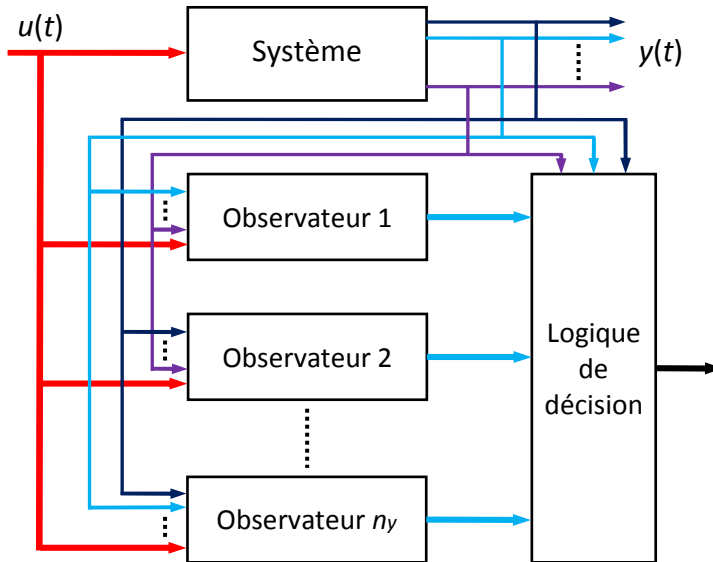 u(t)
Système
y(t)
Observateur 1
Observateur 2
Logique
de
décision
Observateur ny